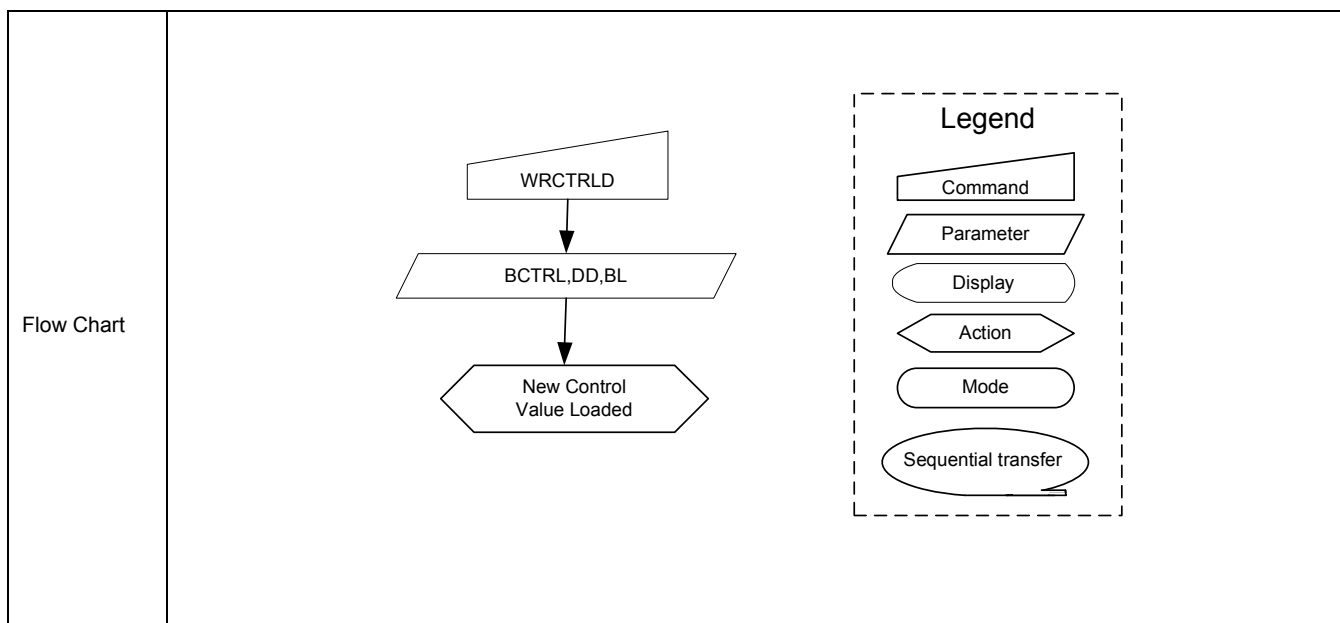 Flow Chart
WRCTRLD
BCTRL,DD,BL
New Control
Value Loaded
Legend
Command
Parameter
Display
Action
Mode
Sequential transfer